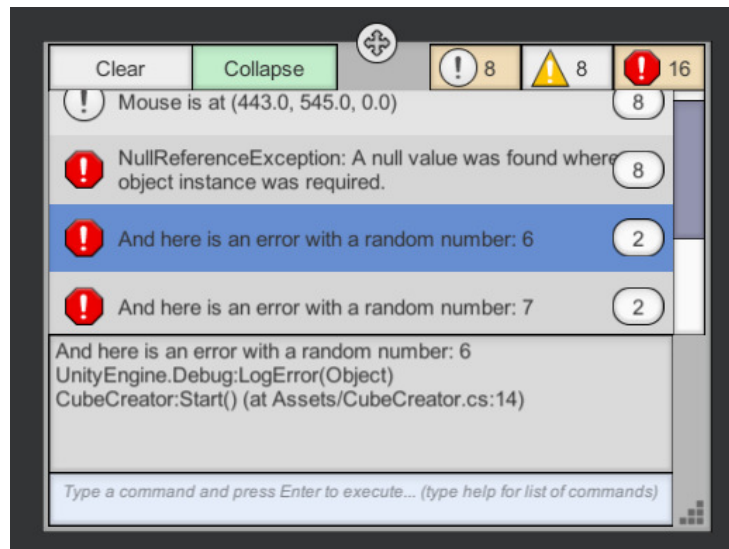 Clear Collapse 8 8 16
Mouse is at (443.0, 545.0, 0.0) 8
NullReferenceException: A null value was found where
object instance was required. 8
And here is an error with a random number: 6 2
And here is an error with a random number: 7 2
And here is an error with a random number: 6
UnityEngine.Debug:LogError(Object)
CubeCreator:Start() (at Assets/CubeCreator.cs:14)
Type a command and press Enter to execute... (type help for list of commands)